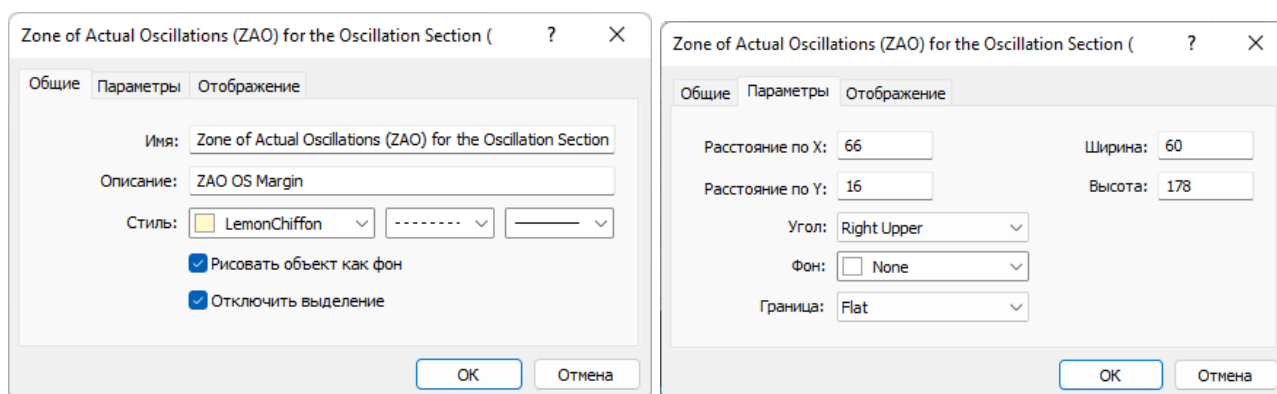 Zone of Actual Oscillations (ZAO) for the Oscillation Section (
Общие Параметры Отображение
Имя: Zone of Actual Oscillations (ZAO) for the Oscillation Section
Описание: ZAO OS Margin
Стиль: LemonChiffon
Рисовать объект как фон
Отключить выделение
OK Отмена
Zone of Actual Oscillations (ZAO) for the Oscillation Section (
Общие Параметры Отображение
Расстояние по X: 66 Ширина: 60
Расстояние по Y: 16 Высота: 178
Угол: Right Upper
Фон: None
Граница: Flat
OK Отмена